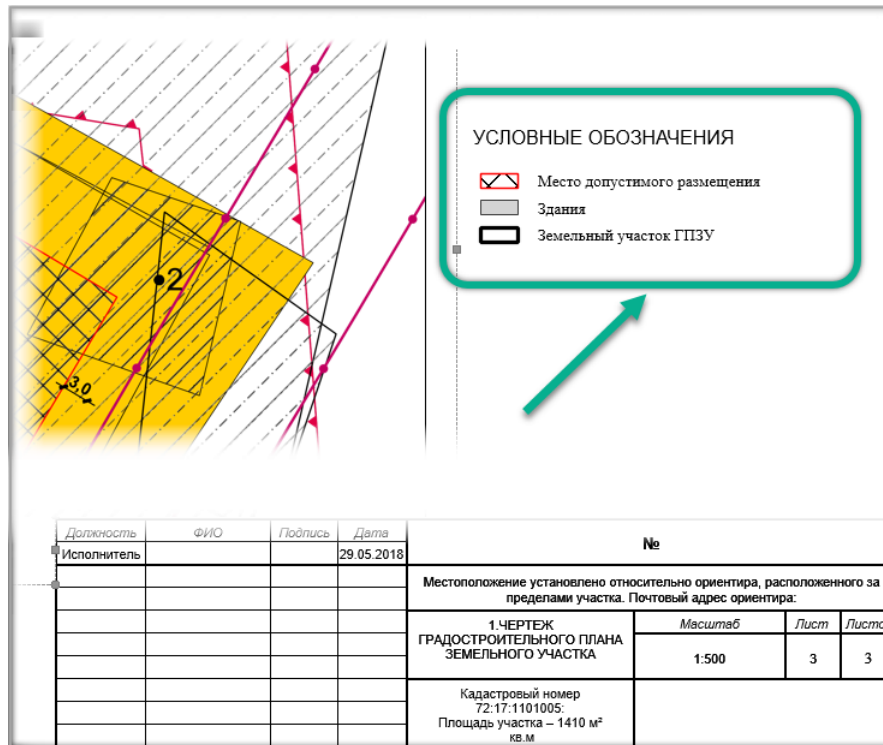 УСЛОВНЫЕ ОБОЗНАЧЕНИЯ
Место допустимого размещения
Здания
Земельный участок ГПЗУ
2
3,0
Должность ФИО Подпись Дата
Исполнитель 29.05.2018
№
Местоположение установлено относительно ориентира, расположенного за
пределами участка. Почтовый адрес ориентира:
1.ЧЕРТЕЖ
ГРАДОСТРОИТЕЛЬНОГО ПЛАНА
ЗЕМЕЛЬНОГО УЧАСТКА
Масштаб Лист
1:500 3 3
Кадастровый номер
72:17:1101005:
Площадь участка – 1410 м²
кв.м